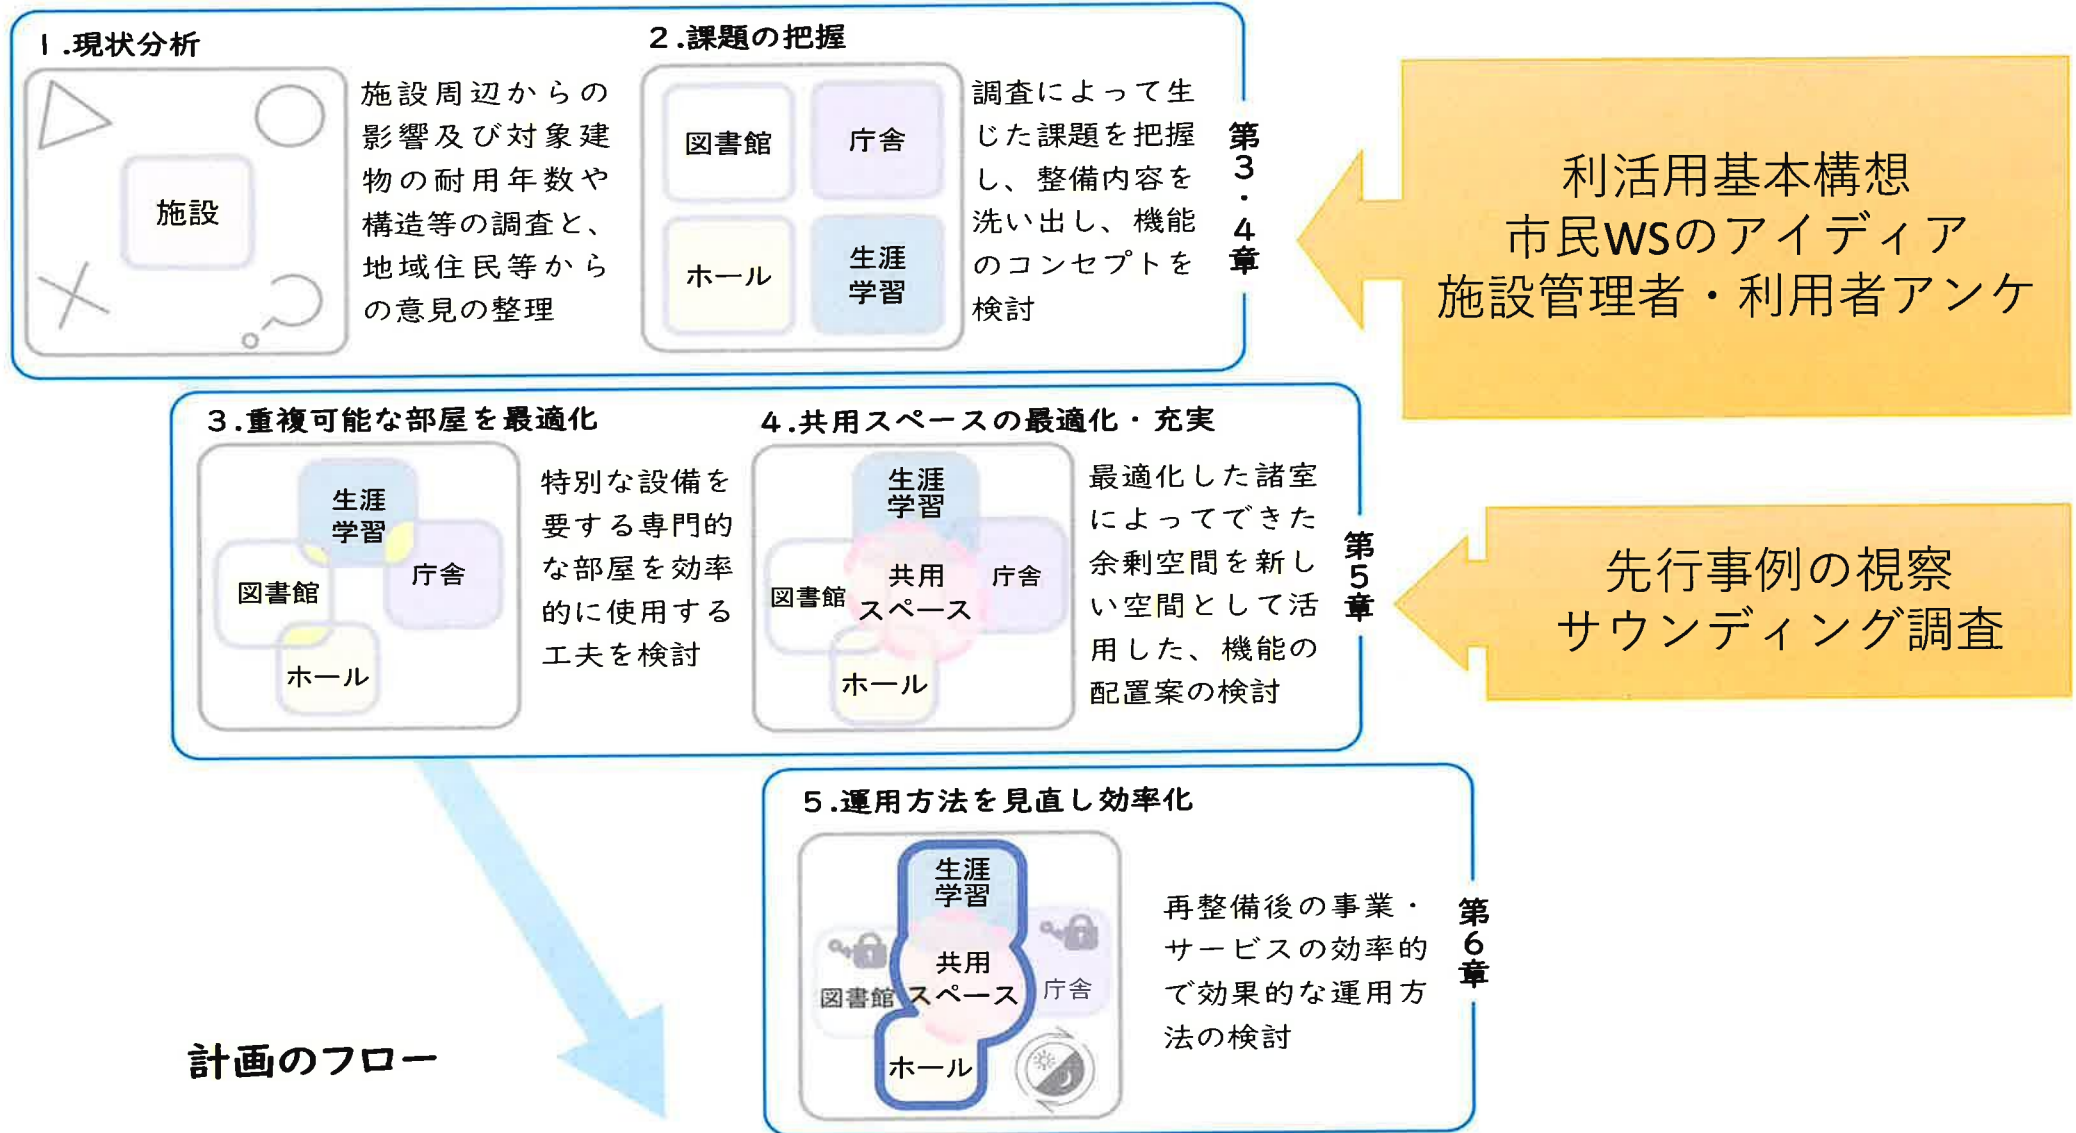 1.現状分析
施設
施設周辺からの
影響及び対象建
物の耐用年数や
構造等の調査と、
地域住民等から
の意見の整理
2.課題の把握
図書館
庁舎
ホール
生涯
学習
調査によって生
じた課題を把握
し、整備内容を
洗い出し、機能
のコンセプトを
検討
第3・4章
利活用基本構想
市民WSのアイディア
施設管理者・利用者アンケ
3.重複可能な部屋を最適化
生涯
学習
図書館
庁舎
ホール
特別な設備を
要する専門的
な部屋を効率
的に使用する
工夫を検討
4.共用スペースの最適化・充実
生涯
学習
図書館
共用
スペース
庁舎
ホール
最適化した諸室
によってできた
余剰空間を新し
い空間として活
用した、機能の
配置案の検討
第5章
先行事例の視察
サウンディング調査
5.運用方法を見直し効率化
生涯
学習
共用
スペース
図書館
庁舎
ホール
再整備後の事業・
サービスの効率的
で効果的な運用方
法の検討
第6章
計画のフロー